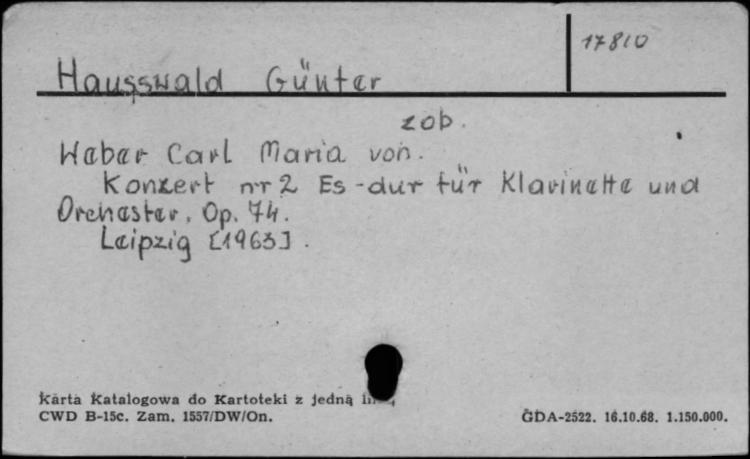 17810
Hausswald Günter
zob.
Weber Carl Maria von.
Konzert nr 2 Es-dur für Klarinette und
Orchester, Op. 74.
Leipzig [1963].
Karta Katalogowa do Kartoteki z jedną
CWD B-15c. Zam. 1557/DW/On.
GDA-2522. 16.10.68. 1.150.000.